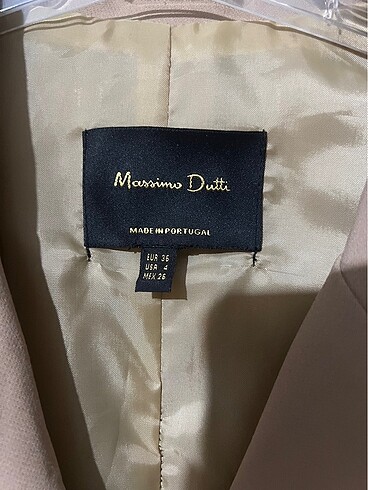 Massimo Dutti
MADE IN PORTUGAL
EUR 36
USA 4
MEX 26